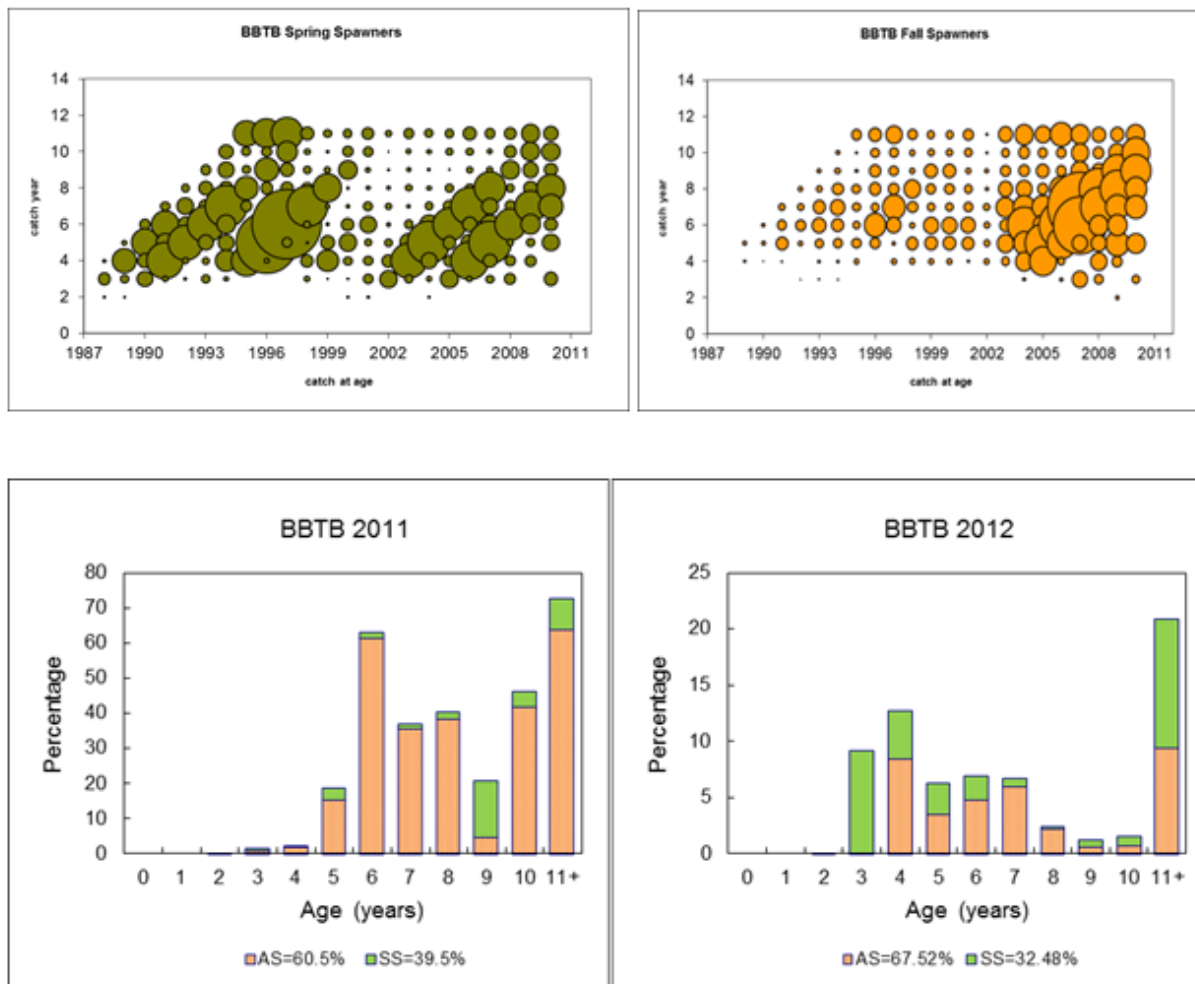 BBTB Spring Spawners
14
12
10
8
6
4
2
0
catch year
1987 1990 1993 1996 1999 2002 2005 2008 2011
catch at age
BBTB Fall Spawners
14
12
10
8
6
4
2
0
catch year
1987 1990 1993 1996 1999 2002 2005 2008 2011
catch at age
BBTB 2011
80
70
60
50
40
30
20
10
0
Percentage
0 1 2 3 4 5 6 7 8 9 10 11+
Age (years)
AS=60.5% SS=39.5%
BBTB 2012
25
20
15
10
5
0
Percentage
0 1 2 3 4 5 6 7 8 9 10 11+
Age (years)
AS=67.52% SS=32.48%